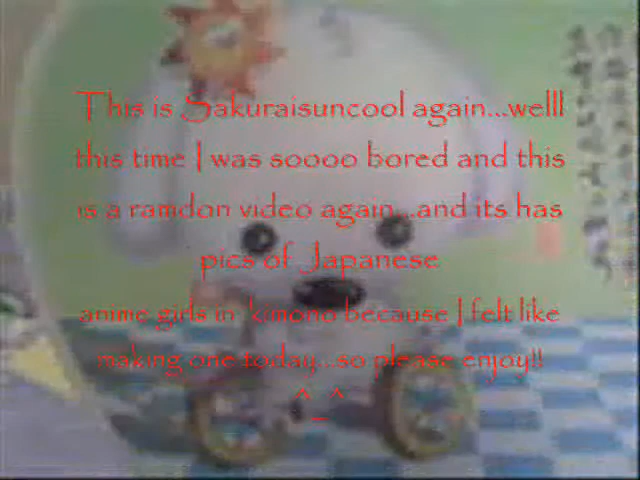 This is Sakuraisuncool again...welll
this time I was soooo bored and this
is a ramdon video again...and its has
pics of Japanese
anime girls in kimono because I felt like
making one today...so please enjoy!!
^_^